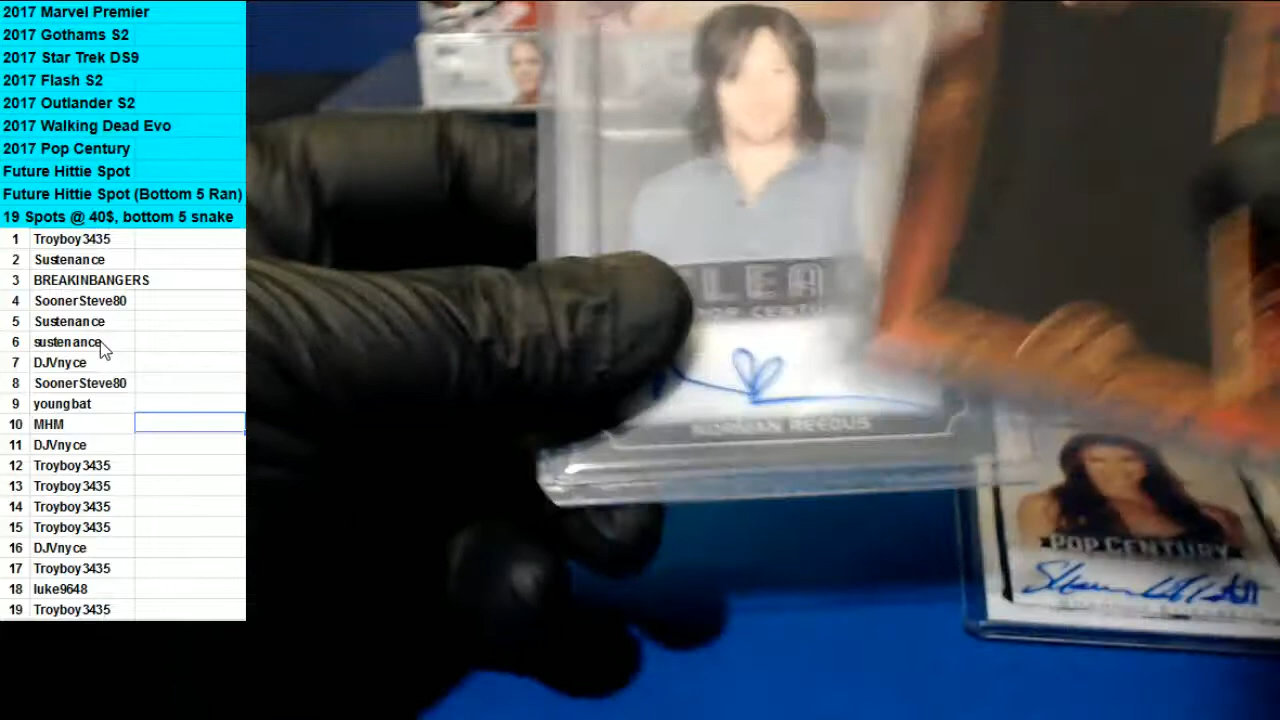 2017 Marvel Premier
2017 Gothams S2
2017 Star Trek DS9
2017 Flash S2
2017 Outlander S2
2017 Walking Dead Evo
2017 Pop Century
Future Hittie Spot
Future Hittie Spot (Bottom 5 Ran)
19 Spots @ 40$, bottom 5 snake
1 Troyboy3435
2 Sustenance
3 BREAKINBANGERS
4 SoonerSteve80
5 Sustenance
6 sustenance
7 DJVnyce
8 SoonerSteve80
9 youngbat
10 MHM
11 DJVnyce
12 Troyboy3435
13 Troyboy3435
14 Troyboy3435
15 Troyboy3435
16 DJVnyce
17 Troyboy3435
18 luke9648
19 Troyboy3435
CLEAR
POP CENTURY
NORMAN REEDUS
POP CENTURY